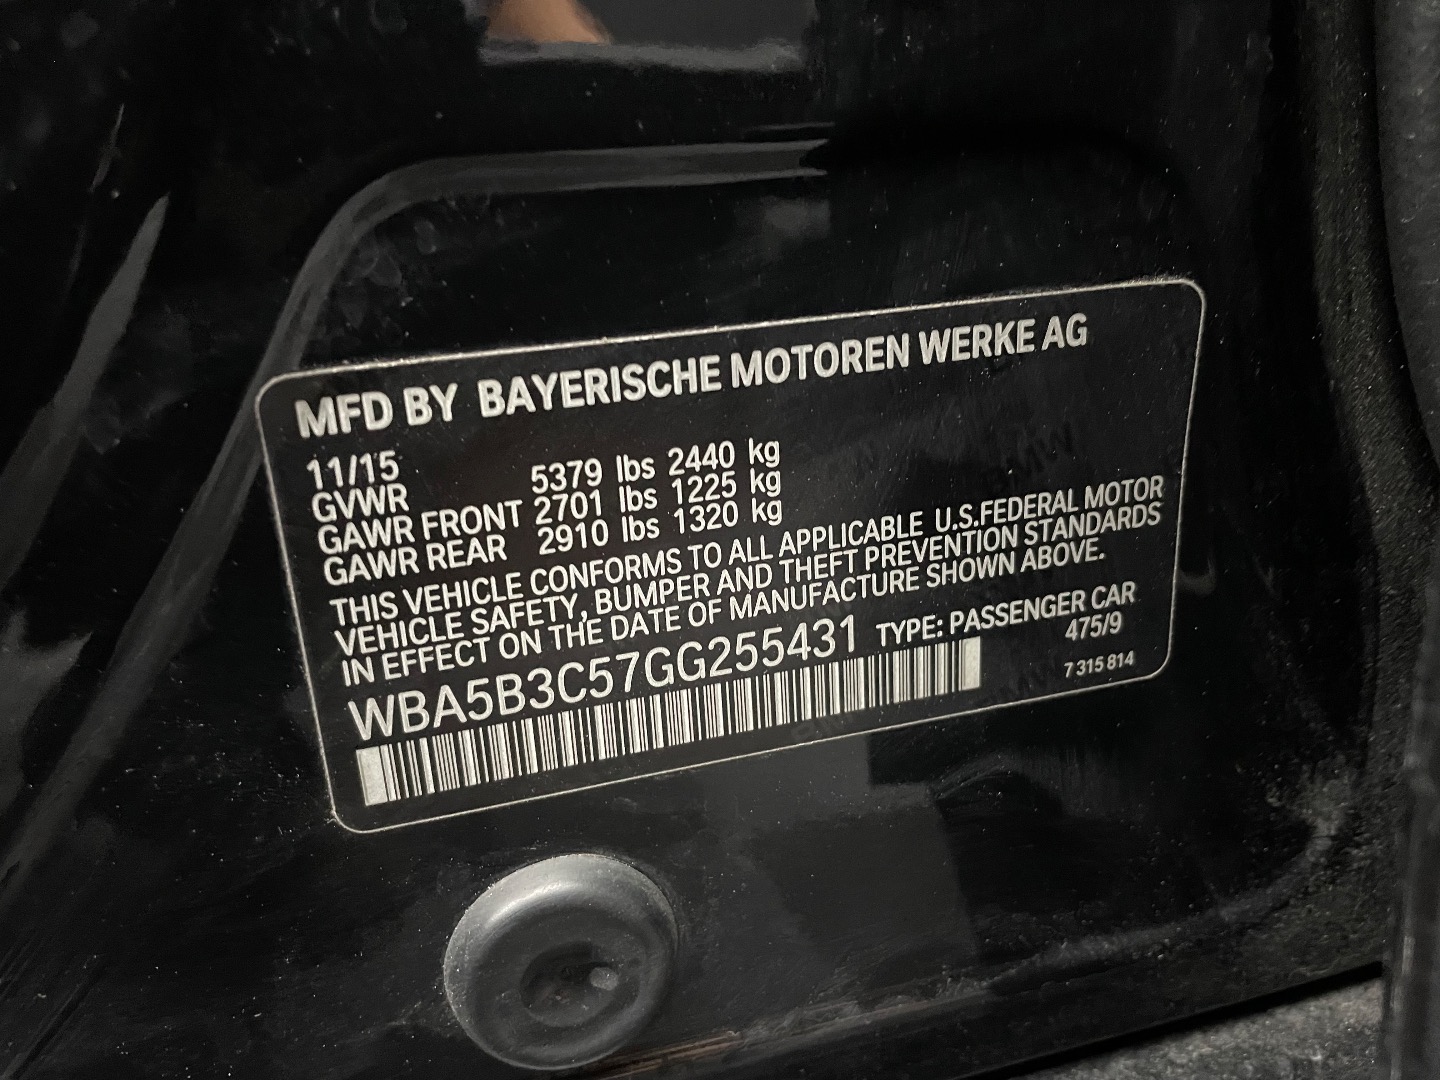 MFD BY BAYERISCHE MOTOREN WERKE AG
11/15
GVWR 5379 lbs 2440 kg
GAWR FRONT 2701 lbs 1225 kg
GAWR REAR 2910 lbs 1320 kg
THIS VEHICLE CONFORMS TO ALL APPLICABLE U.S.FEDERAL MOTOR
VEHICLE SAFETY, BUMPER AND THEFT PREVENTION STANDARDS
IN EFFECT ON THE DATE OF MANUFACTURE SHOWN ABOVE.
WBA5B3C57GG255431 TYPE: PASSENGER CAR
475/9
7 315 814
BMW
BMW